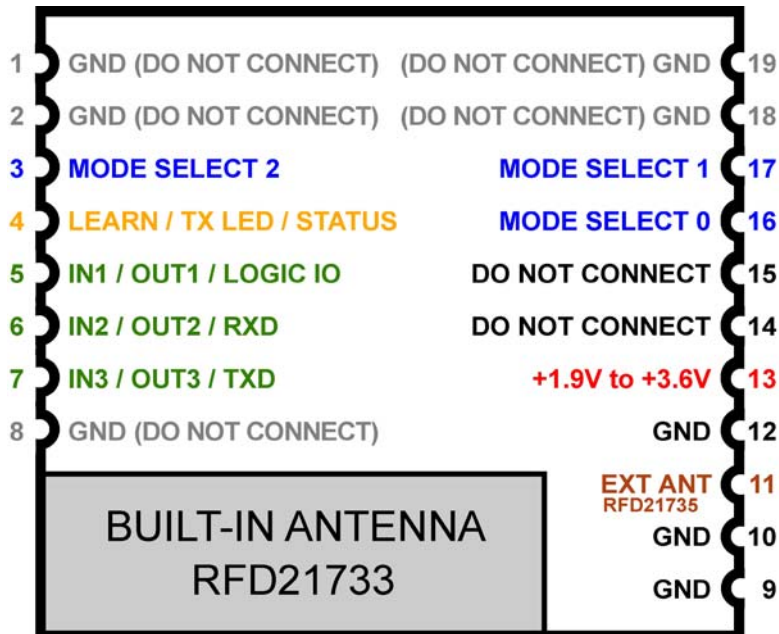 1 GND (DO NOT CONNECT) (DO NOT CONNECT) GND 19
2 GND (DO NOT CONNECT) (DO NOT CONNECT) GND 18
3 MODE SELECT 2 MODE SELECT 1 17
4 LEARN / TX LED / STATUS MODE SELECT 0 16
5 IN1 / OUT1 / LOGIC IO DO NOT CONNECT 15
6 IN2 / OUT2 / RXD DO NOT CONNECT 14
7 IN3 / OUT3 / TXD +1.9V to +3.6V 13
8 GND (DO NOT CONNECT) GND 12
EXT ANT 11
RFD21735
GND 10
GND 9
BUILT-IN ANTENNA
RFD21733